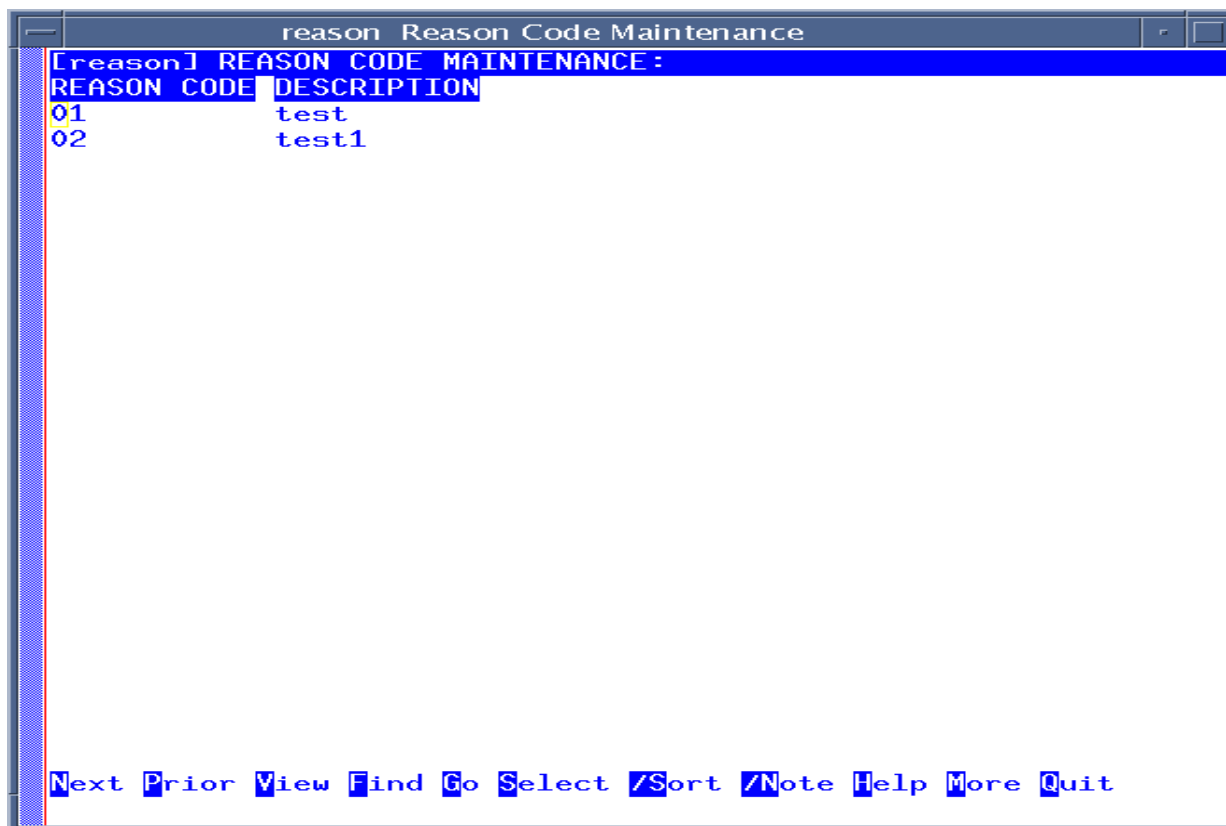 reason Reason Code Maintenance
[reason] REASON CODE MAINTENANCE:
REASON CODE DESCRIPTION
01 test
02 test1
Next Prior View Find Go Select /Sort /Note Help More Quit